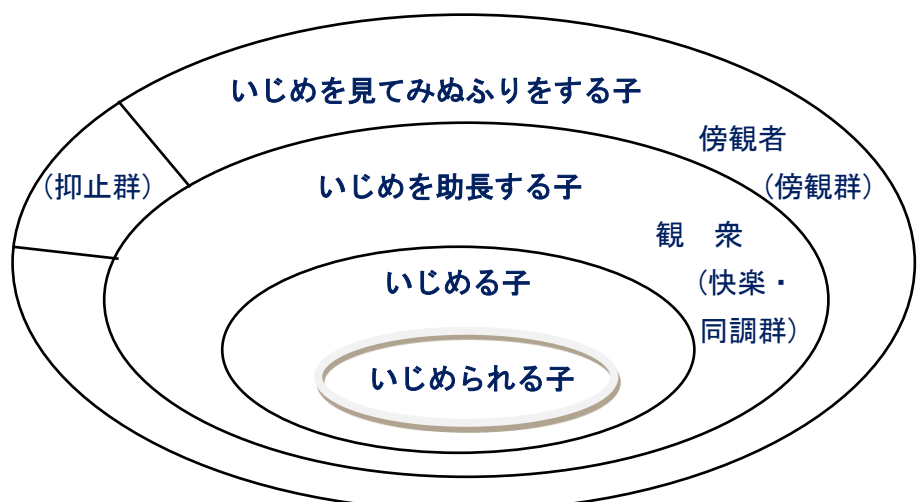 いじめを見てみぬふりをする子
傍観者
(抑止群)
いじめを助長する子
(傍観群)
観　衆
いじめる子
(快楽・
同調群)
いじめられる子